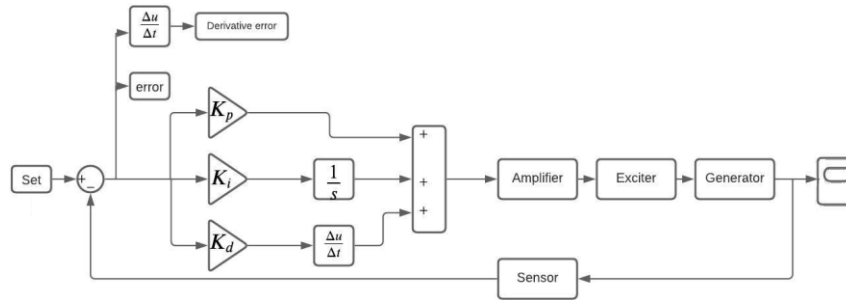 Δu
Δt
Derivative error
error
K_p
+
Set
+
_
K_i
1
s
+
Amplifier
Exciter
Generator
K_d
Δu
Δt
+
Sensor